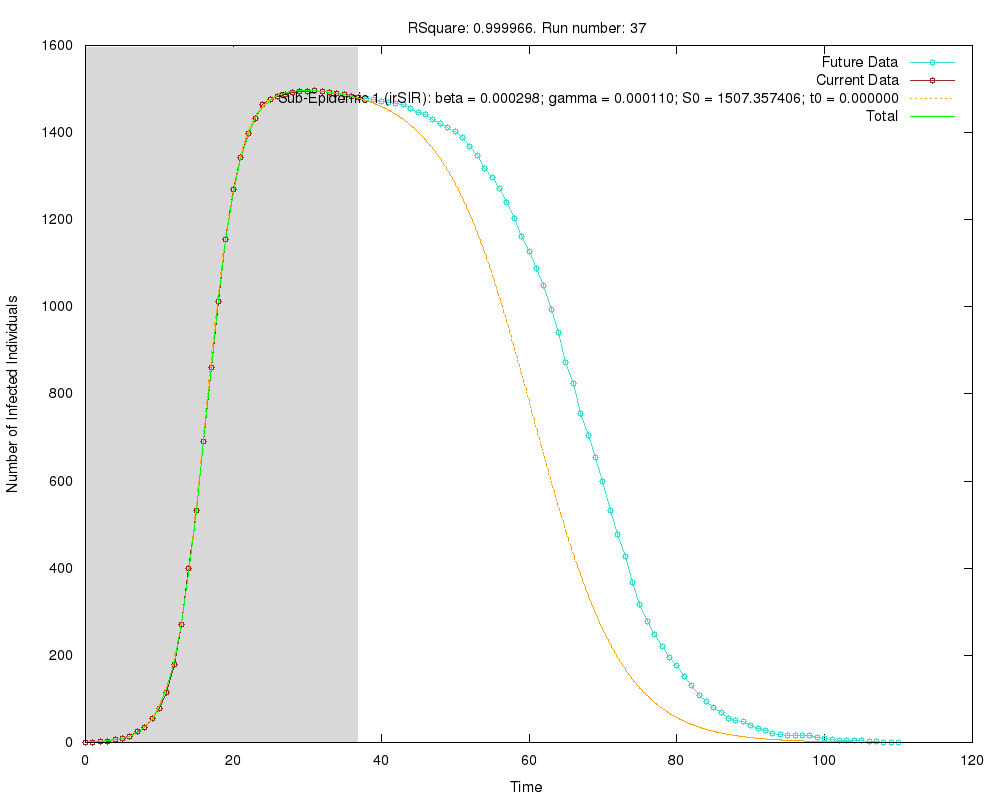 RSquare: 0.999966. Run number: 37
Future Data
Current Data
Sub-Epidemic 1 (irSIR): beta = 0.000298; gamma = 0.000110; S0 = 1507.357406; t0 = 0.000000
Total
Number of Infected Individuals
1600
1400
1200
1000
800
600
400
200
0
0 20 40 60 80 100 120
Time